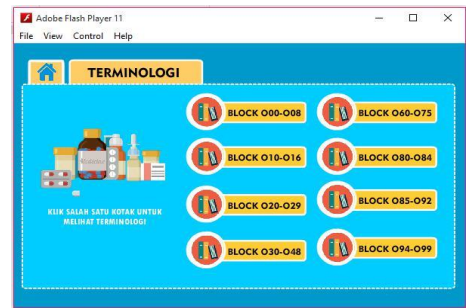 Adobe Flash Player 11
File View Control Help
TERMINOLOGI
BLOCK O00-O08
BLOCK O60-O75
BLOCK O10-O16
BLOCK O80-O84
BLOCK O20-O29
BLOCK O85-O92
BLOCK O30-O48
BLOCK O94-O99
KLIK SALAH SATU KOTAK UNTUK
MELIHAT TERMINOLOGI